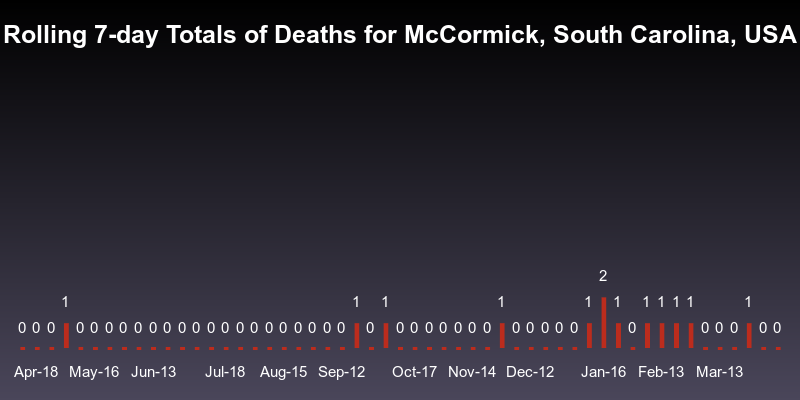 Rolling 7-day Totals of Deaths for McCormick, South Carolina, USA
2
1 1 1 1 1 1 1 1 1 1 1
0 0 0 0 0 0 0 0 0 0 0 0 0 0 0 0 0 0 0 0 0 0 0 0 0 0 0 0 0 0 0 0 0 0 0 0 0 0 0 0 0
Apr-18 May-16 Jun-13 Jul-18 Aug-15 Sep-12 Oct-17 Nov-14 Dec-12 Jan-16 Feb-13 Mar-13